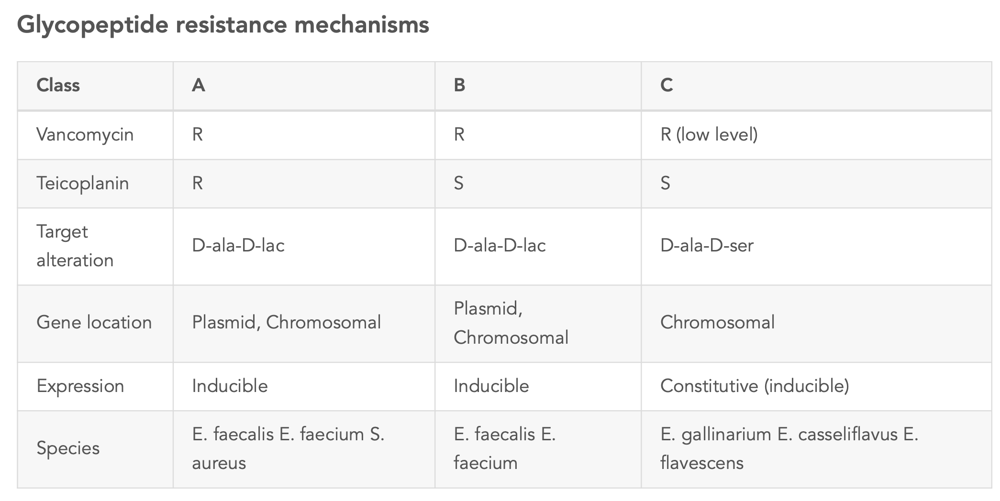 Glycopeptide resistance mechanisms
Class A B C
Vancomycin R R R (low level)
Teicoplanin R S S
Target alteration D-ala-D-lac D-ala-D-lac D-ala-D-ser
Gene location Plasmid, Chromosomal Plasmid, Chromosomal Chromosomal
Expression Inducible Inducible Constitutive (inducible)
Species E. faecalis E. faecium S. aureus E. faecalis E. faecium E. gallinarium E. casseliflavus E. flavescens